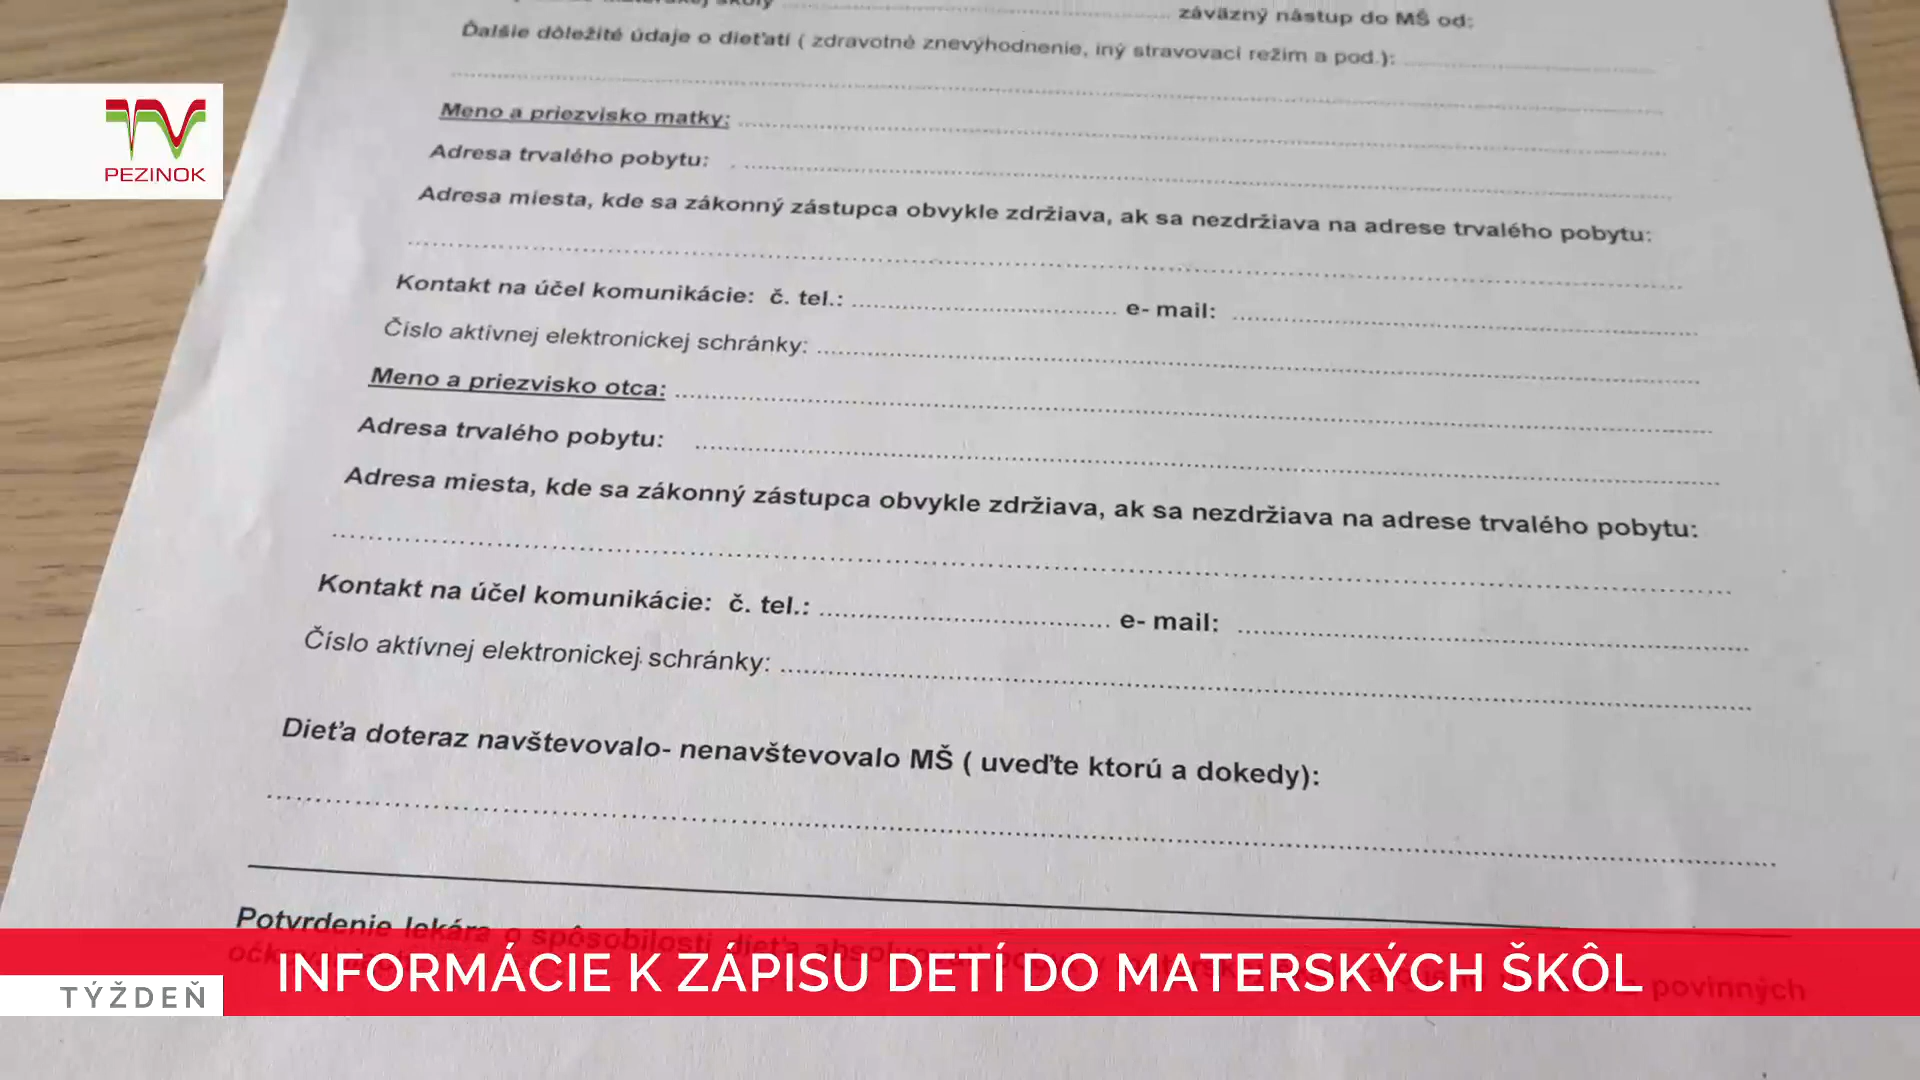 záväzný nástup do MŠ od:
Ďalšie dôležité údaje o dieťati ( zdravotné znevýhodnenie, iný stravovací režim a pod.):
Meno a priezvisko matky:
TV
PEZINOK
Adresa trvalého pobytu:
Adresa miesta, kde sa zákonný zástupca obvykle zdržiava, ak sa nezdržiava na adrese trvalého pobytu:
Kontakt na účel komunikácie: č. tel.: e- mail:
Číslo aktívnej elektronickej schránky:
Meno a priezvisko otca:
Adresa trvalého pobytu:
Adresa miesta, kde sa zákonný zástupca obvykle zdržiava, ak sa nezdržiava na adrese trvalého pobytu:
Kontakt na účel komunikácie: č. tel.: e- mail:
Číslo aktívnej elektronickej schránky:
Dieťa doteraz navštevovalo- nenavštevovalo MŠ ( uveďte ktorú a dokedy):
Potvrdenie lekára o spôsobilosti dieťa
povinných
INFORMÁCIE K ZÁPISU DETÍ DO MATERSKÝCH ŠKÔL
TÝŽDEŇ